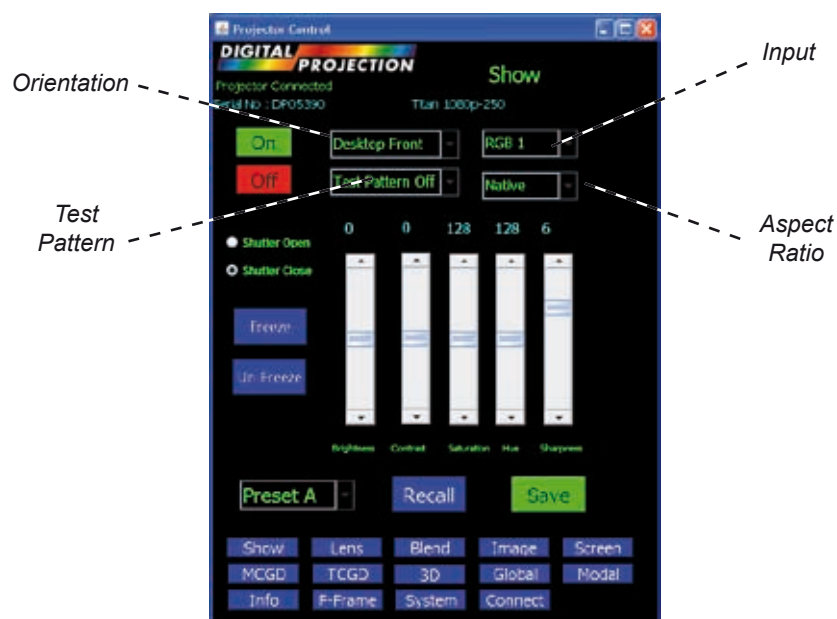 Projector Control
DIGITAL PROJECTION
Show
Projector Connected
Serial No : DP05390
Titan 1080p-250
Orientation
Input
On
Desktop Front
RGB 1
Off
Test Pattern Off
Native
Test Pattern
Aspect Ratio
0 0 128 128 6
Shutter Open
Shutter Close
Freeze
Un Freeze
Brightness Contrast Saturation Hue Sharpness
Preset A
Recall
Save
Show Lens Blend Image Screen
MCGD TCGD 3D Global Modal
Info F-Frame System Connect